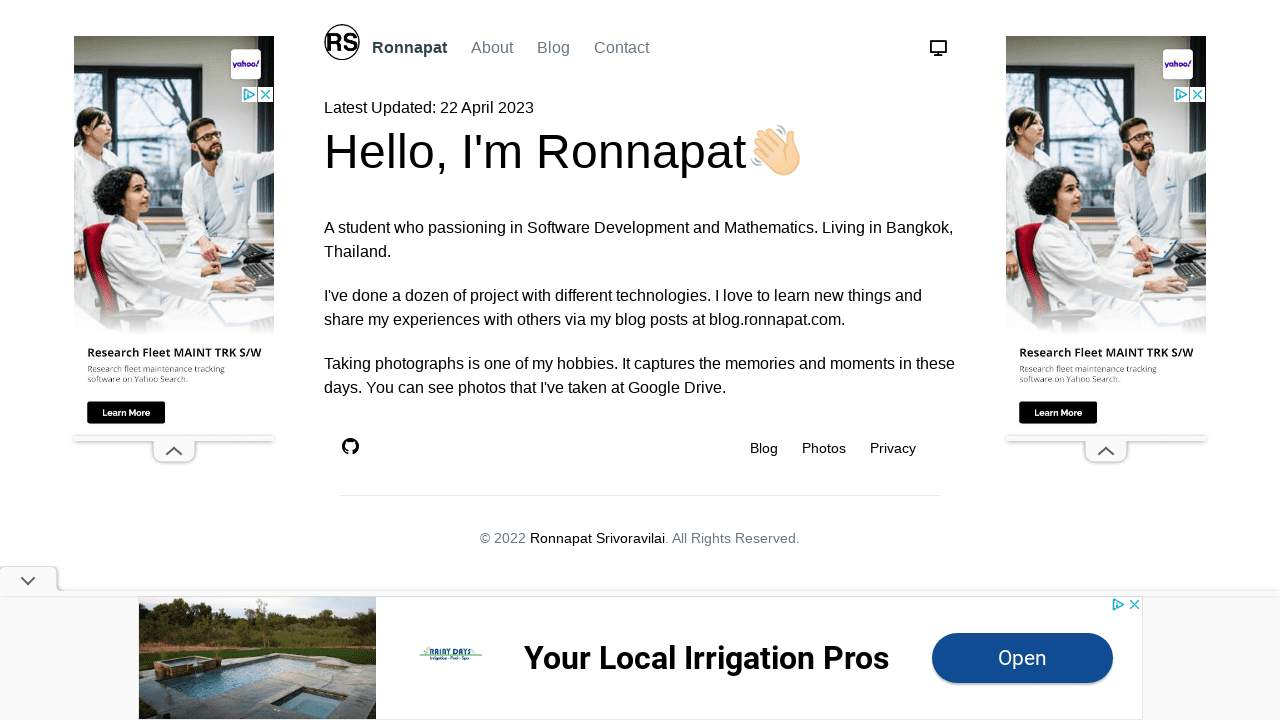 RS Ronnapat About Blog Contact
Latest Updated: 22 April 2023
Hello, I'm Ronnapat
A student who passioning in Software Development and Mathematics. Living in Bangkok,
Thailand.
I've done a dozen of project with different technologies. I love to learn new things and
share my experiences with others via my blog posts at blog.ronnapat.com.
Taking photographs is one of my hobbies. It captures the memories and moments in these
days. You can see photos that I've taken at Google Drive.
Blog Photos Privacy
© 2022 Ronnapat Srivoravilai. All Rights Reserved.
yahoo!
Research Fleet MAINT TRK S/W
Research fleet maintenance tracking
software on Yahoo Search.
Learn More
yahoo!
Research Fleet MAINT TRK S/W
Research fleet maintenance tracking
software on Yahoo Search.
Learn More
RAINY DAYS
Irrigation - Pool - Spa
Your Local Irrigation Pros
Open